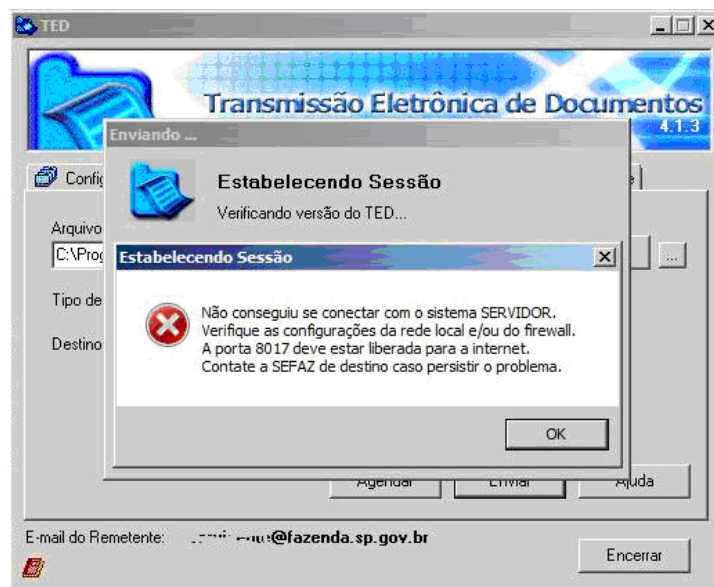 TED
Transmissão Eletrônica de Documentos
4.1.3
Enviando ...
Estabelecendo Sessão
Verificando versão do TED...
Arquivo
C:\Prog
...
Tipo de
Destino
Estabelecendo Sessão
Não conseguiu se conectar com o sistema SERVIDOR.
Verifique as configurações da rede local e/ou do firewall.
A porta 8017 deve estar liberada para a internet.
Contate a SEFAZ de destino caso persistir o problema.
OK
Agendar Enviar Ajuda
E-mail do Remetente: @fazenda.sp.gov.br
Encerrar